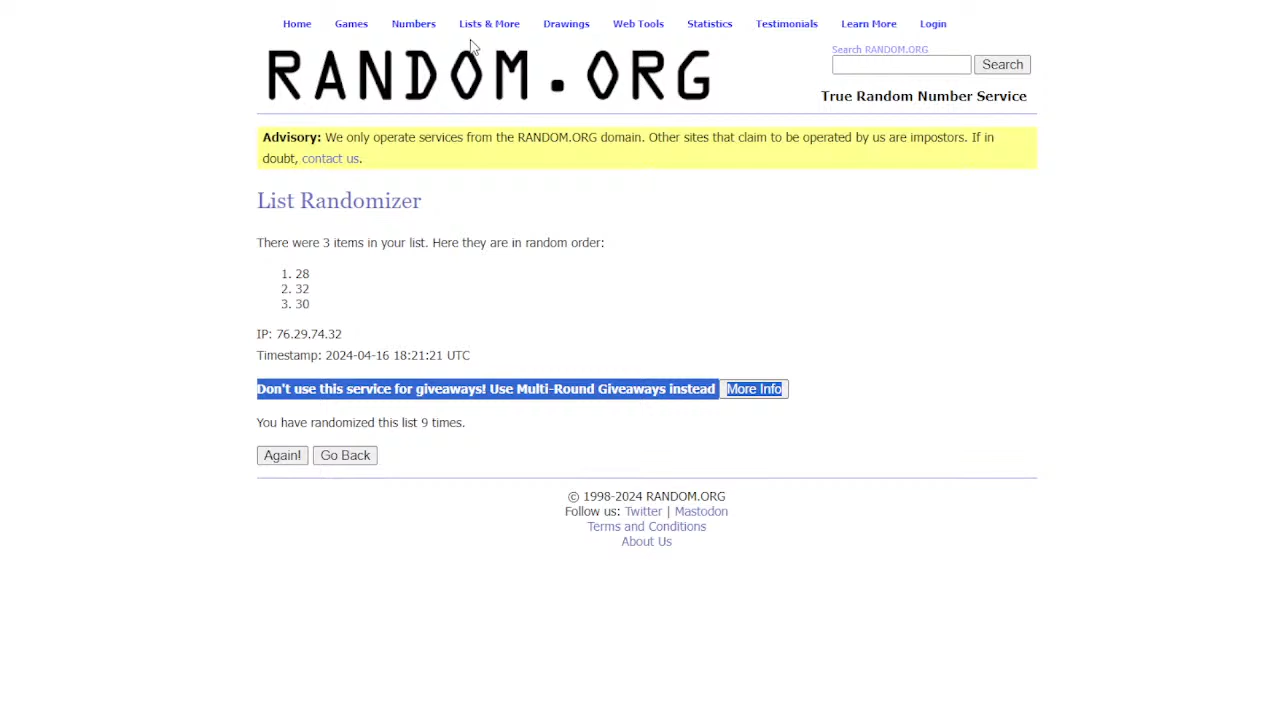 Home Games Numbers Lists & More Drawings Web Tools Statistics Testimonials Learn More Login
RANDOM.ORG
Search RANDOM.ORG
Search
True Random Number Service
Advisory: We only operate services from the RANDOM.ORG domain. Other sites that claim to be operated by us are impostors. If in
doubt, contact us.
List Randomizer
There were 3 items in your list. Here they are in random order:
1. 28
2. 32
3. 30
IP: 76.29.74.32
Timestamp: 2024-04-16 18:21:21 UTC
Don't use this service for giveaways! Use Multi-Round Giveaways instead More Info
You have randomized this list 9 times.
Again! Go Back
© 1998-2024 RANDOM.ORG
Follow us: Twitter | Mastodon
Terms and Conditions
About Us